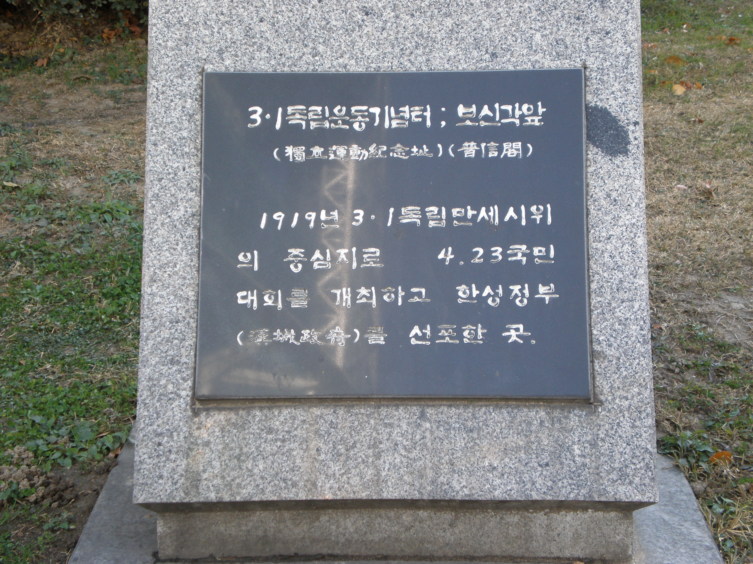 3·1독립운동기념터; 보신각앞
(獨立運動紀念址)(普信閣)
1919년 3·1독립만세시위
의 중심지로 4.23국민
대회를 개최하고 한성정부
(漢城政府)를 선포한 곳.